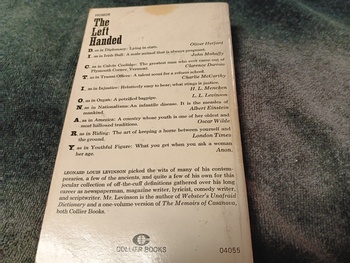 The
Left
Handed
D. as in Diplomacy: Lying in state.
Oliver Herford
I. as in Irish Bull: A male animal that is always pregnant.
John Mahaffy
C. as in Calvin Coolidge: The greatest man who ever came out of
Plymouth Corner, Vermont.
Clarence Darrow
T. as in Tourist Offices: A talent scout for a
Charlie McCarthy
I. as in Injustice: Relatively easy to bear; what stings is justice.
H. L. Mencken
O. as in Organ: A petrified bagpipe.
L. L. Levinson
N. as in Nationalism: An infantile disease. It is the measles of
mankind.
Albert Einstein
A. as in America: A country whose youth is one of her oldest and
most hallowed traditions.
Oscar Wilde
R. as in Riding: The art of keeping a horse between yourself and
the ground.
London Times
Y. as in Youthful Figure: What you get when you ask a woman
her age.
Anon.
LEONARD LOUIS LEVINSON picked the wits of many of his contem-
poraries, a few of the ancients, and quite a few of his own for this
jocular collection of off-the-cuff definitions gathered over his long
career as newspaperman, magazine writer, lyricist, comedy writer
and scriptwriter. Mr. Levinson is the author of Webster's Unafraid
Dictionary and a one-volume version of The Memoirs of Casanova,
both Collier Books.
COLLIER BOOKS
04055